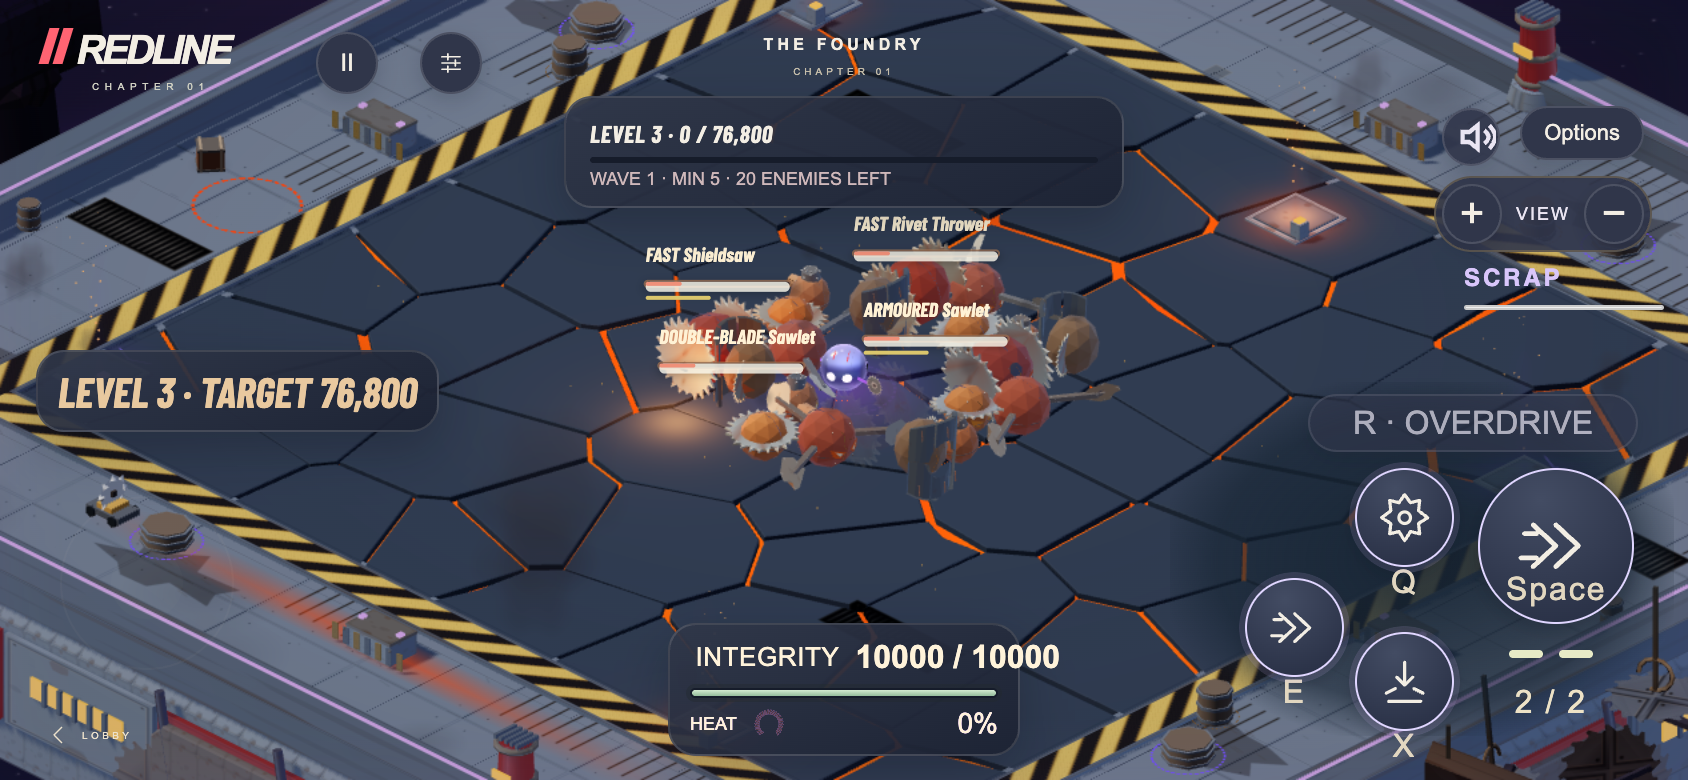 REDLINE
CHAPTER 01
THE FOUNDRY
CHAPTER 01
LEVEL 3 · 0 / 76,800
WAVE 1 · MIN 5 · 20 ENEMIES LEFT
Options
+ VIEW −
SCRAP
FAST Rivet Thrower
FAST Shieldsaw
ARMOURED Sawlet
DOUBLE-BLADE Sawlet
LEVEL 3 · TARGET 76,800
R · OVERDRIVE
Q
Space
E
X
2 / 2
INTEGRITY 10000 / 10000
HEAT 0%
LOBBY